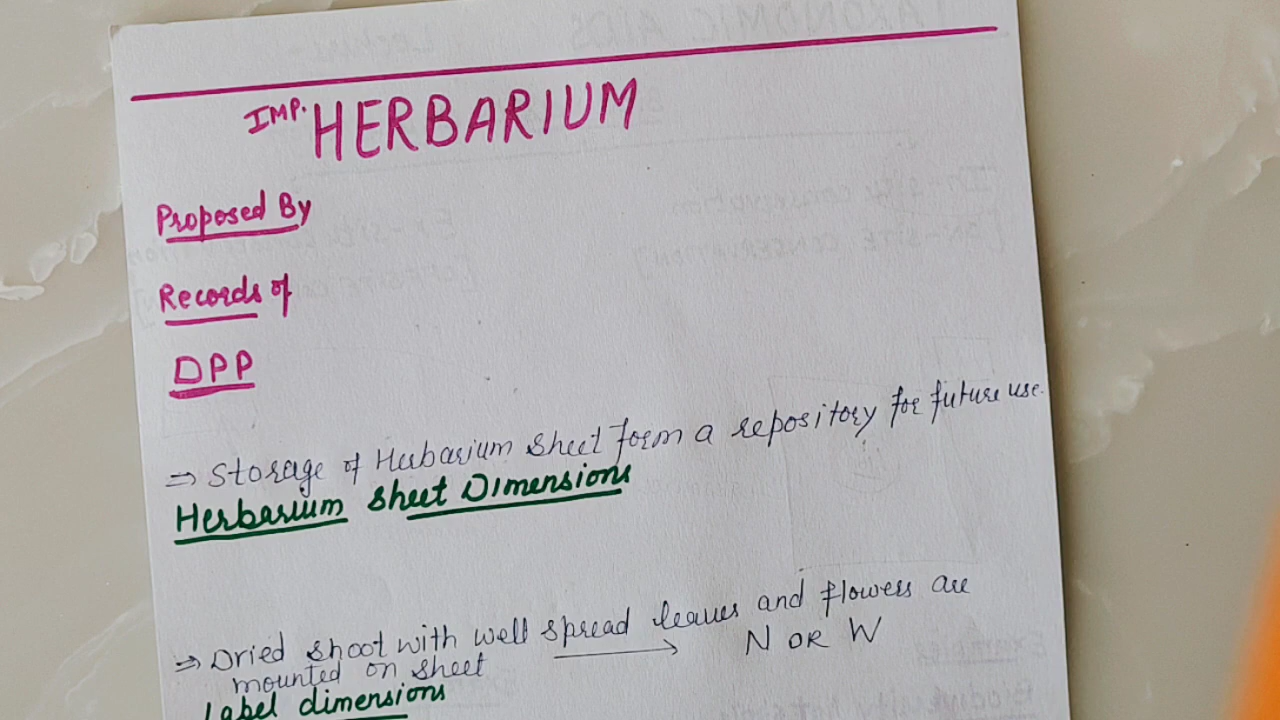 IMP. HERBARIUM
Proposed By
Records of
DPP
⇒ Storage of Herbarium sheet form a repository for future use.
Herbarium sheet Dimensions
⇒ Dried shoot with well spread leaves and flowers are
mounted on sheet → N OR W
Label dimensions